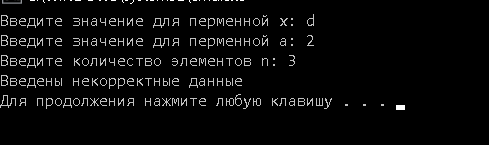 Введите значение для перменной x: d
Введите значение для перменной a: 2
Введите количество элементов n: 3
Введены некорректные данные
Для продолжения нажмите любую клавишу . . .